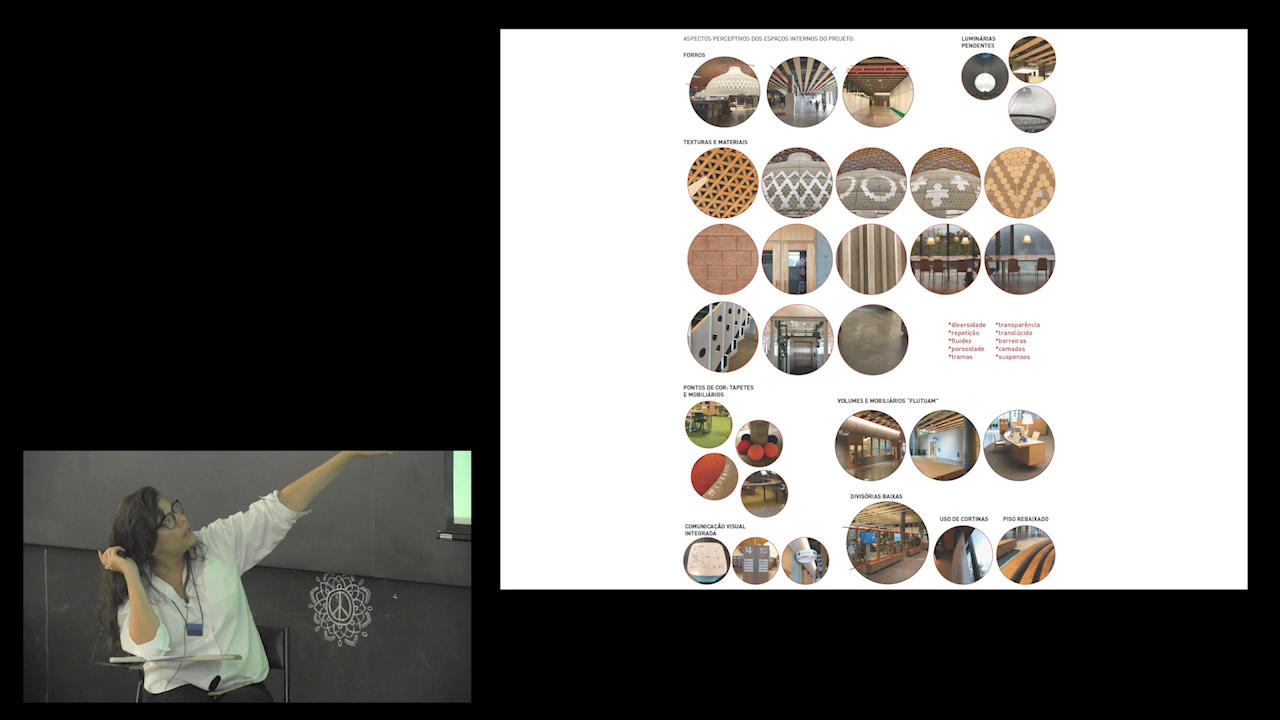 ASPECTOS PERCEPTIVOS DOS ESPAÇOS INTERNOS DO PROJETO:
FORROS
LUMINÁRIAS
PENDENTES
TEXTURAS E MATERIAIS
*diversidade
*repetição
*fluidez
*porosidade
*tramas
*transparência
*translúcido
*barreiras
*camadas
*suspensos
PONTOS DE COR: TAPETES
E MOBILIÁRIOS
VOLUMES E MOBILIÁRIOS "FLUTUAM"
DIVISÓRIAS BAIXAS
USO DE CORTINAS
PISO REBAIXADO
COMUNICAÇÃO VISUAL
INTEGRADA